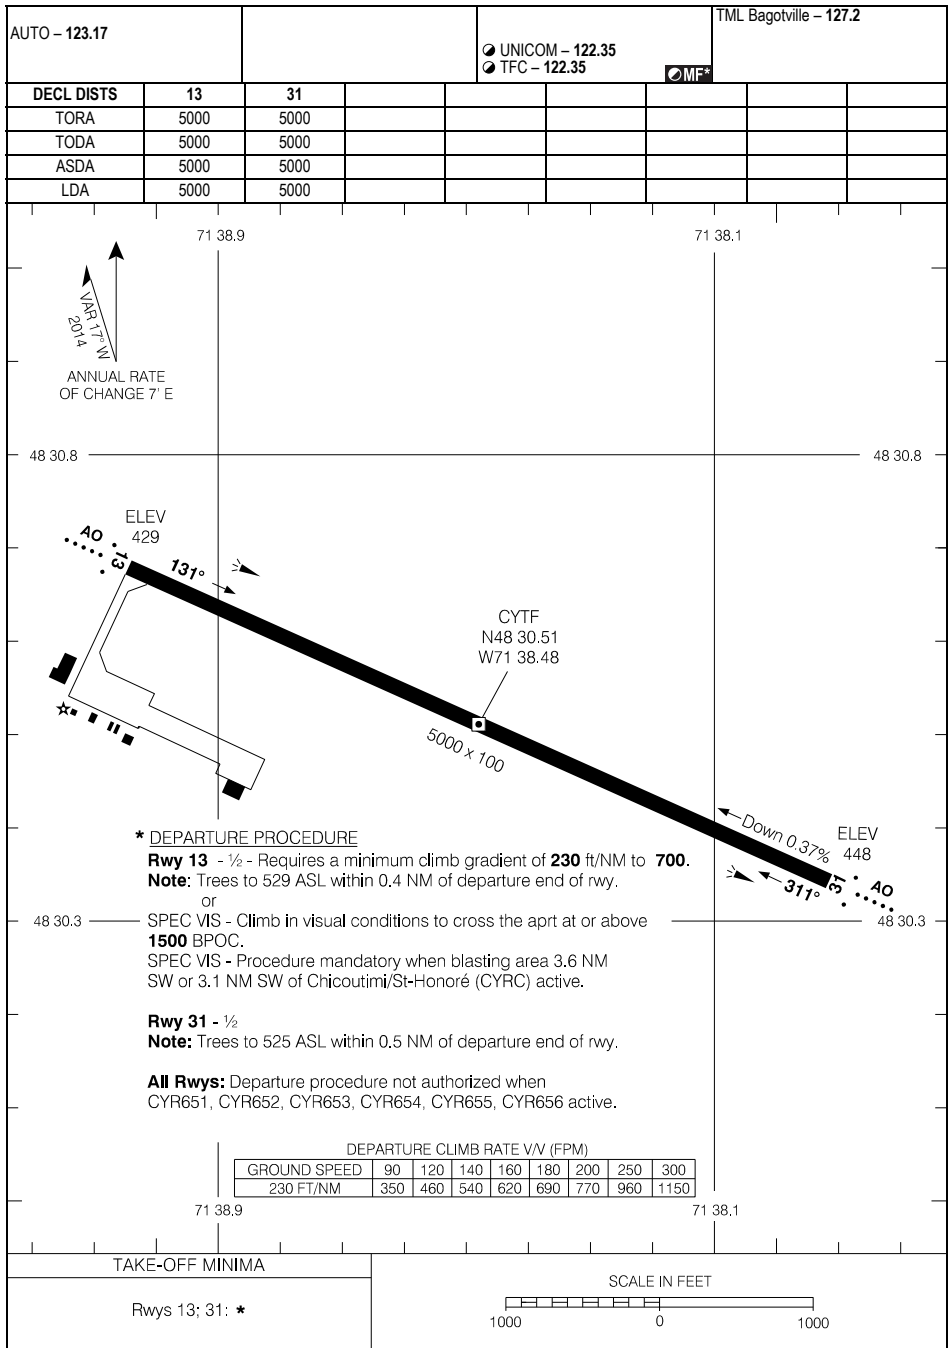 AUTO – 123.17
UNICOM – 122.35
TFC – 122.35
MF*
TML Bagotville – 127.2
DECL DISTS 13 31
TORA 5000 5000
TODA 5000 5000
ASDA 5000 5000
LDA 5000 5000
71 38.9 71 38.1
VAR 17° W
2014
ANNUAL RATE
OF CHANGE 7' E
48 30.8 48 30.8
ELEV
429
AO
13
131°
CYTF
N48 30.51
W71 38.48
5000 x 100
Down 0.37%
ELEV
448
311°
31
AO
48 30.3 48 30.3
* DEPARTURE PROCEDURE
Rwy 13 - ½ - Requires a minimum climb gradient of 230 ft/NM to 700.
Note: Trees to 529 ASL within 0.4 NM of departure end of rwy.
or
SPEC VIS - Climb in visual conditions to cross the aprt at or above
1500 BPOC.
SPEC VIS - Procedure mandatory when blasting area 3.6 NM
SW or 3.1 NM SW of Chicoutimi/St-Honoré (CYRC) active.
Rwy 31 - ½
Note: Trees to 525 ASL within 0.5 NM of departure end of rwy.
All Rwys: Departure procedure not authorized when
CYR651, CYR652, CYR653, CYR654, CYR655, CYR656 active.
DEPARTURE CLIMB RATE V/V (FPM)
GROUND SPEED 90 120 140 160 180 200 250 300
230 FT/NM 350 460 540 620 690 770 960 1150
71 38.9 71 38.1
TAKE-OFF MINIMA
Rwys 13; 31: *
SCALE IN FEET
1000 0 1000